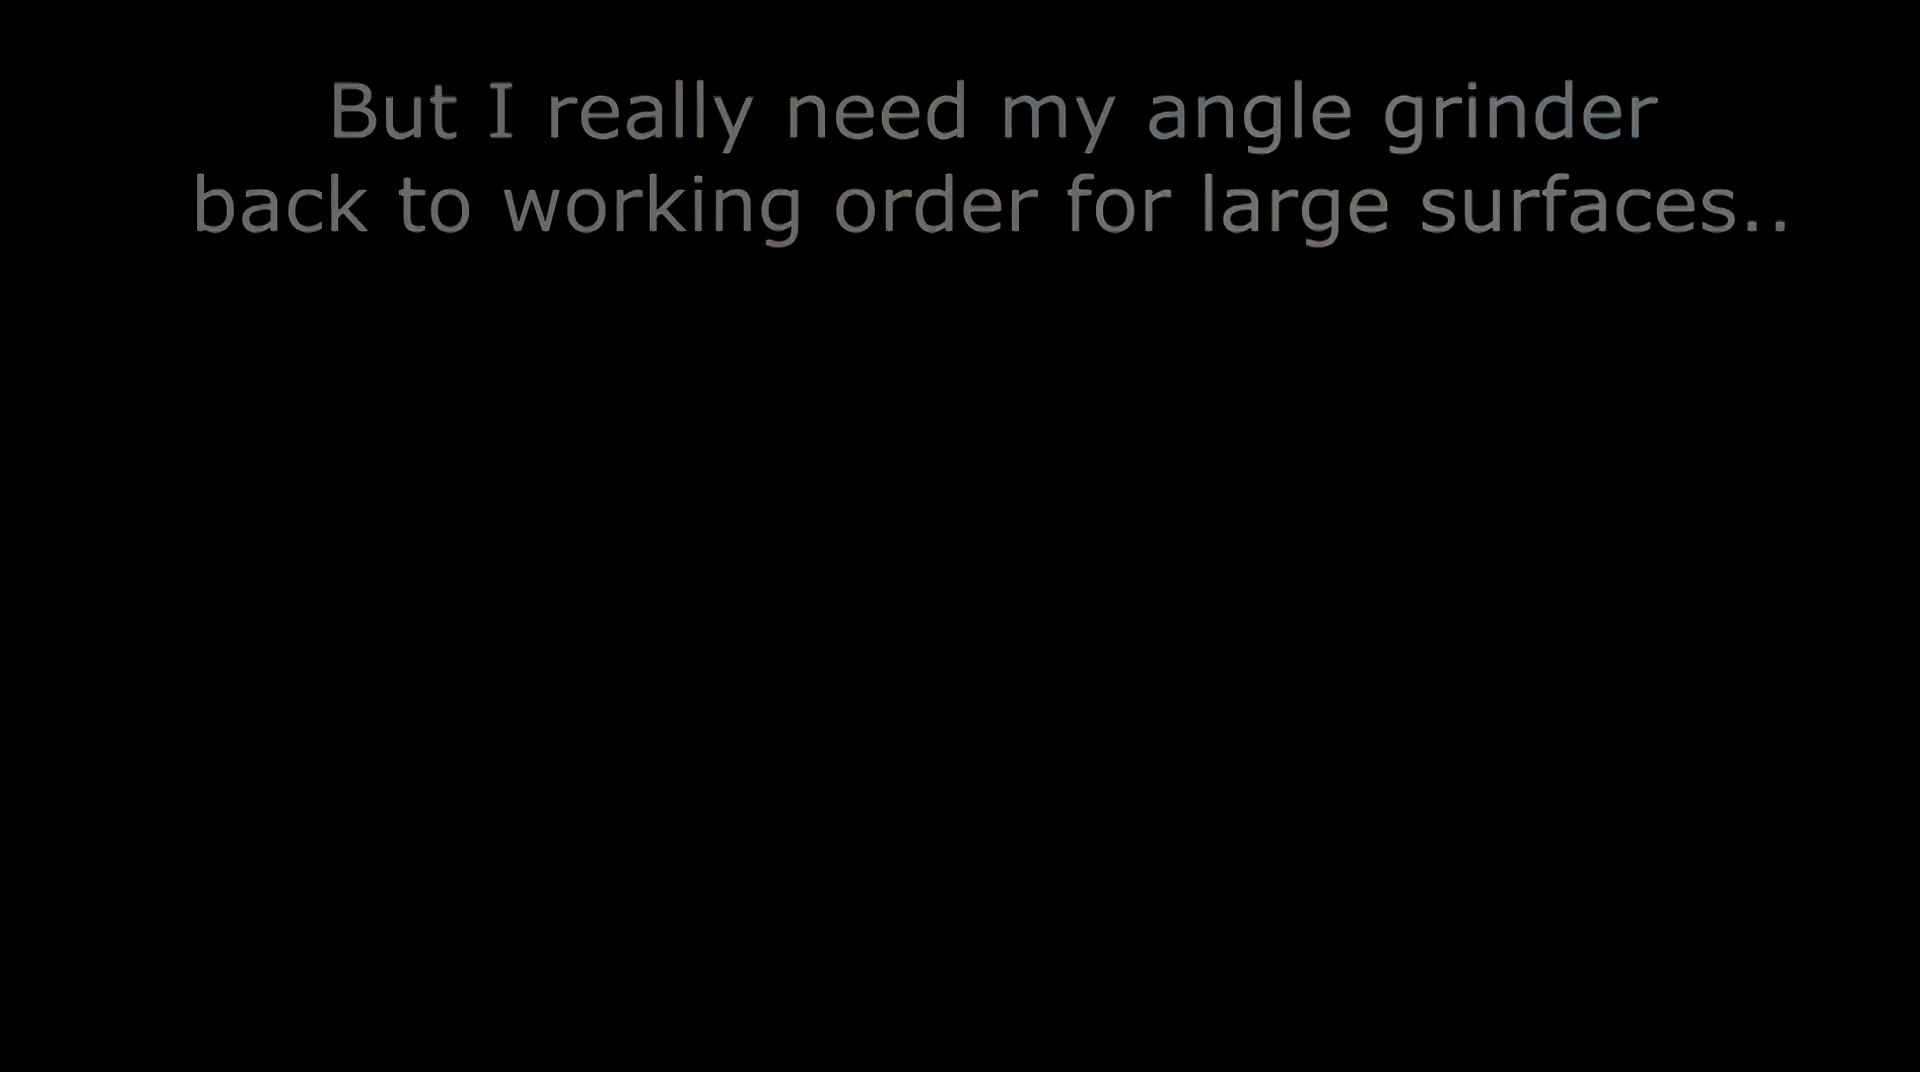 But I really need my angle grinder
back to working order for large surfaces..